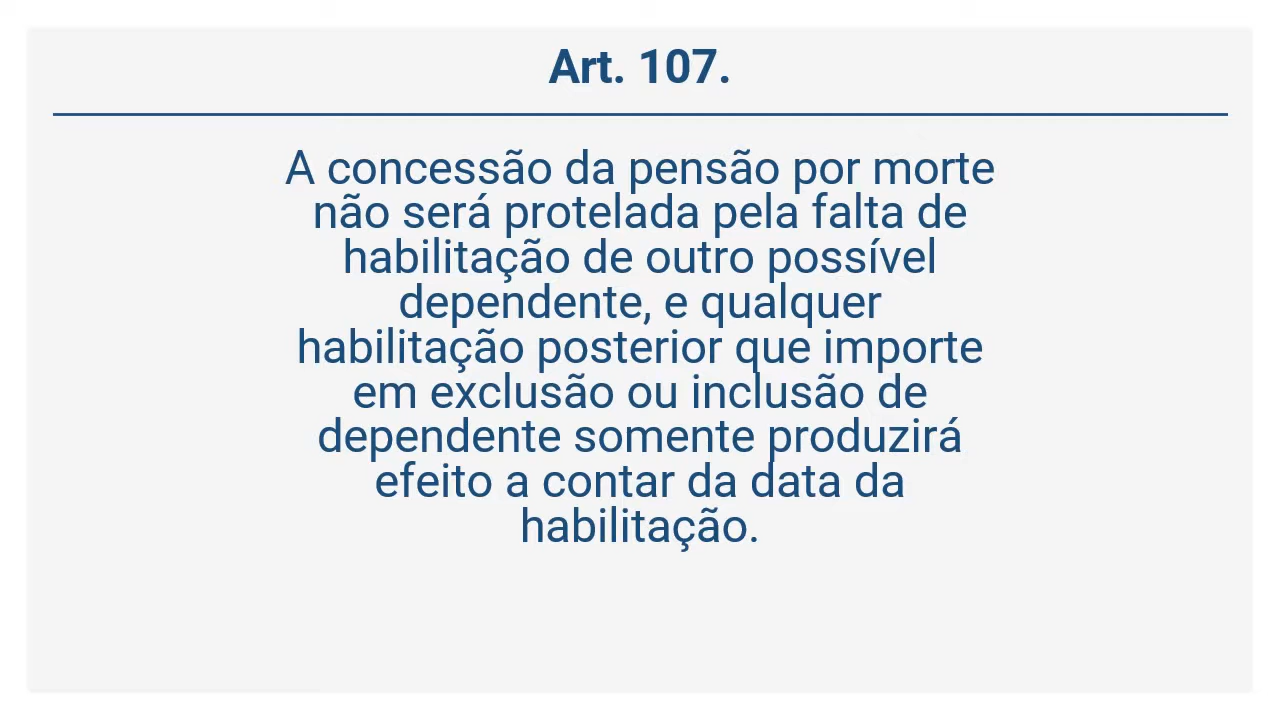 Art. 107.
A concessão da pensão por morte
não será protelada pela falta de
habilitação de outro possível
dependente, e qualquer
habilitação posterior que importe
em exclusão ou inclusão de
dependente somente produzirá
efeito a contar da data da
habilitação.